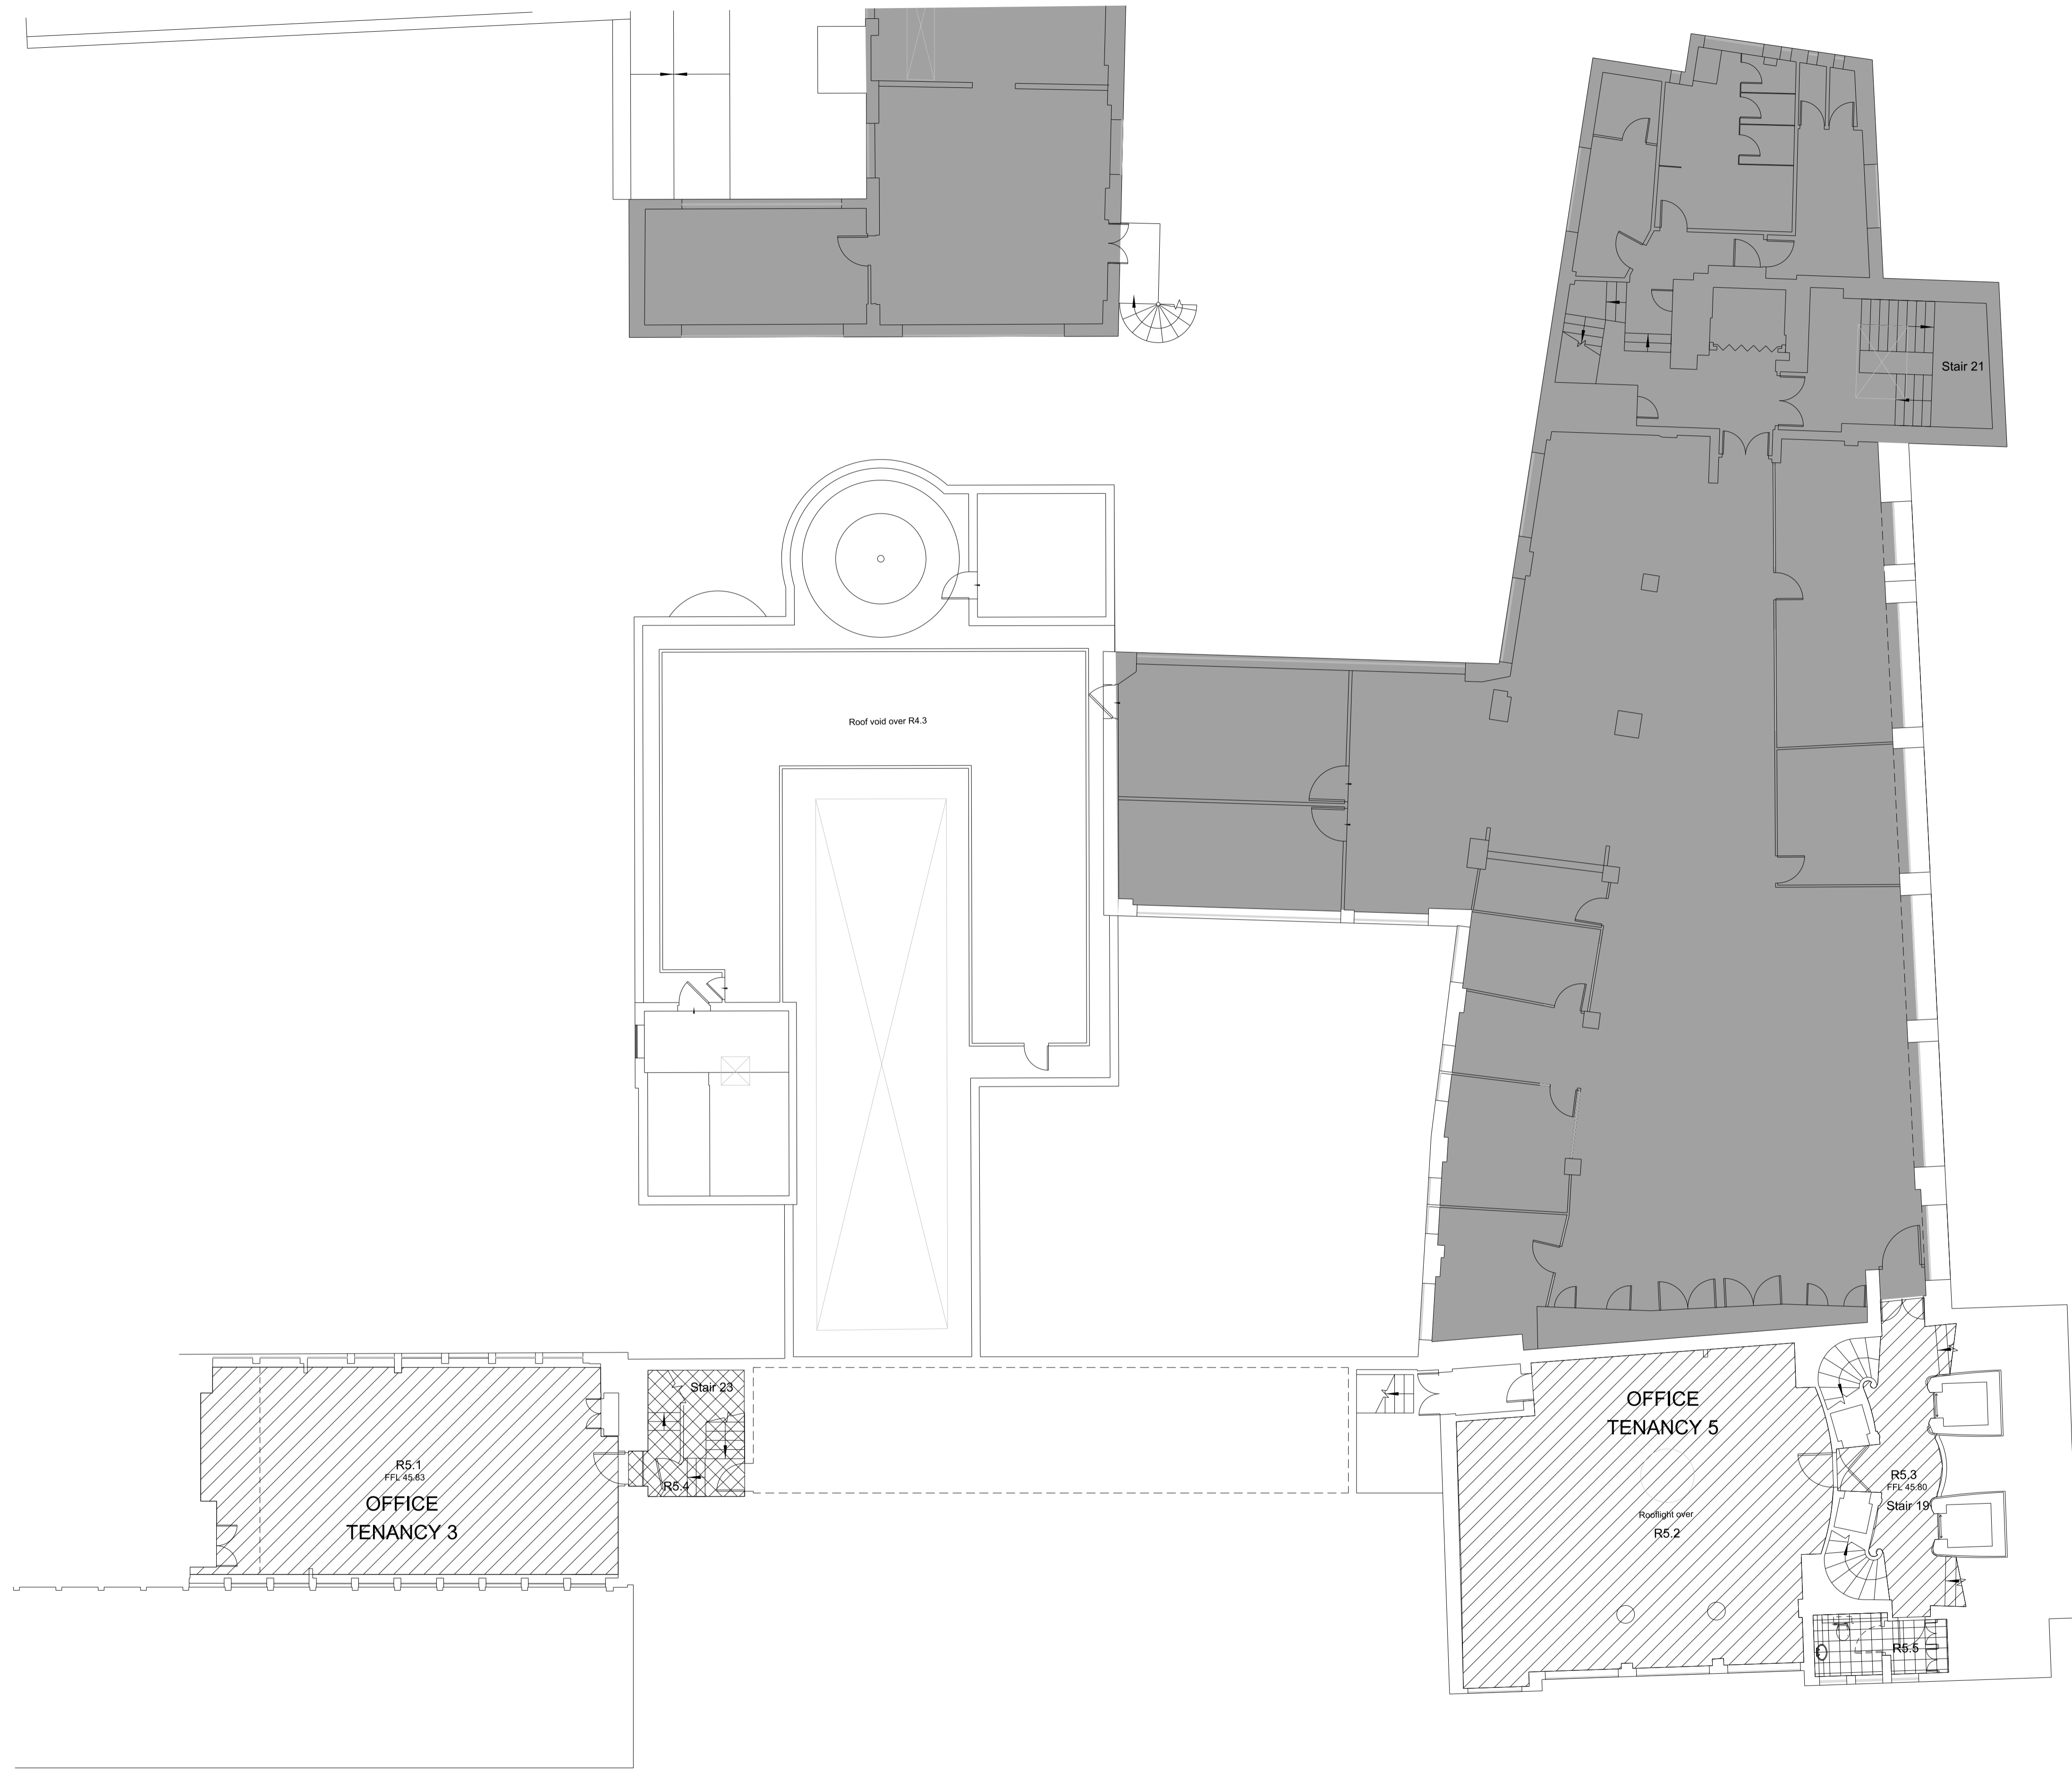 Stair 21
Roof void over R4.3
Stair 23
R5.4
R5.1
FFL 45.83
OFFICE
TENANCY 3
OFFICE
TENANCY 5
Rooflight over
R5.2
R5.3
FFL 45.80
Stair 19
R5.5